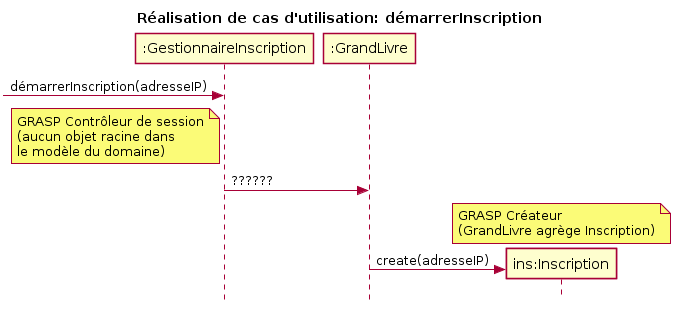 Réalisation de cas d'utilisation: démarrerInscription
:GestionnaireInscription
:GrandLivre
démarrerInscription(adresseIP)
GRASP Contrôleur de session
(aucun objet racine dans
le modèle du domaine)
??????
GRASP Créateur
(GrandLivre agrège Inscription)
create(adresseIP)
ins:Inscription